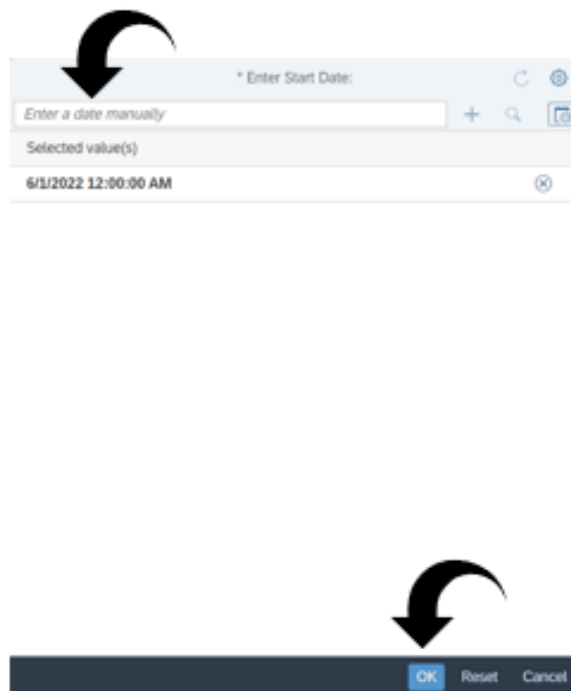 * Enter Start Date:
Enter a date manually
Selected value(s)
6/1/2022 12:00:00 AM
OK Reset Cancel